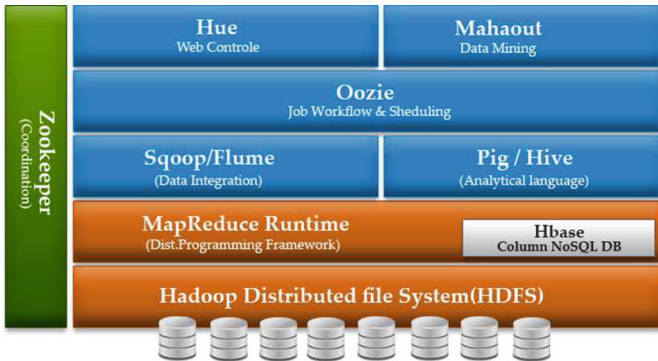 Hue
Web Controle
Mahaout
Data Mining
Oozie
Job Workflow & Sheduling
Zookeeper
(Coordination)
Sqoop/Flume
(Data Integration)
Pig / Hive
(Analytical language)
MapReduce Runtime
(Dist.Programming Framework)
Hbase
Column NoSQL DB
Hadoop Distributed file System(HDFS)